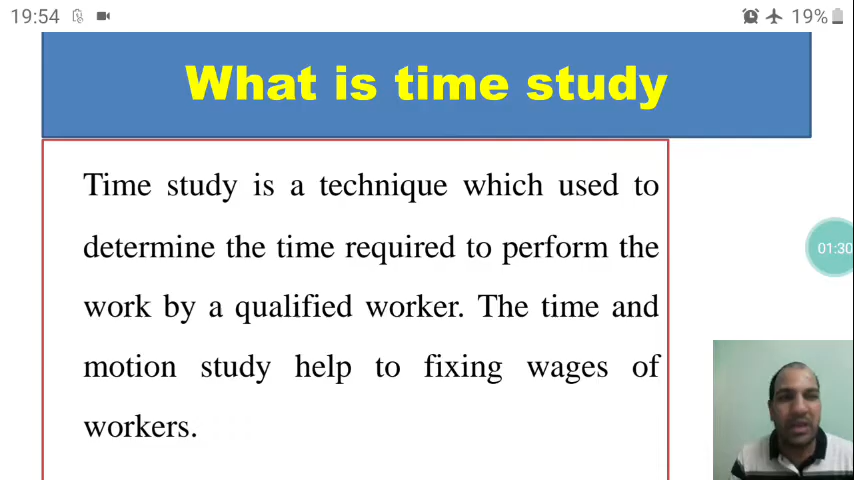 19:54
19%
What is time study
Time study is a technique which used to
determine the time required to perform the
work by a qualified worker. The time and
motion study help to fixing wages of
workers.
01:30